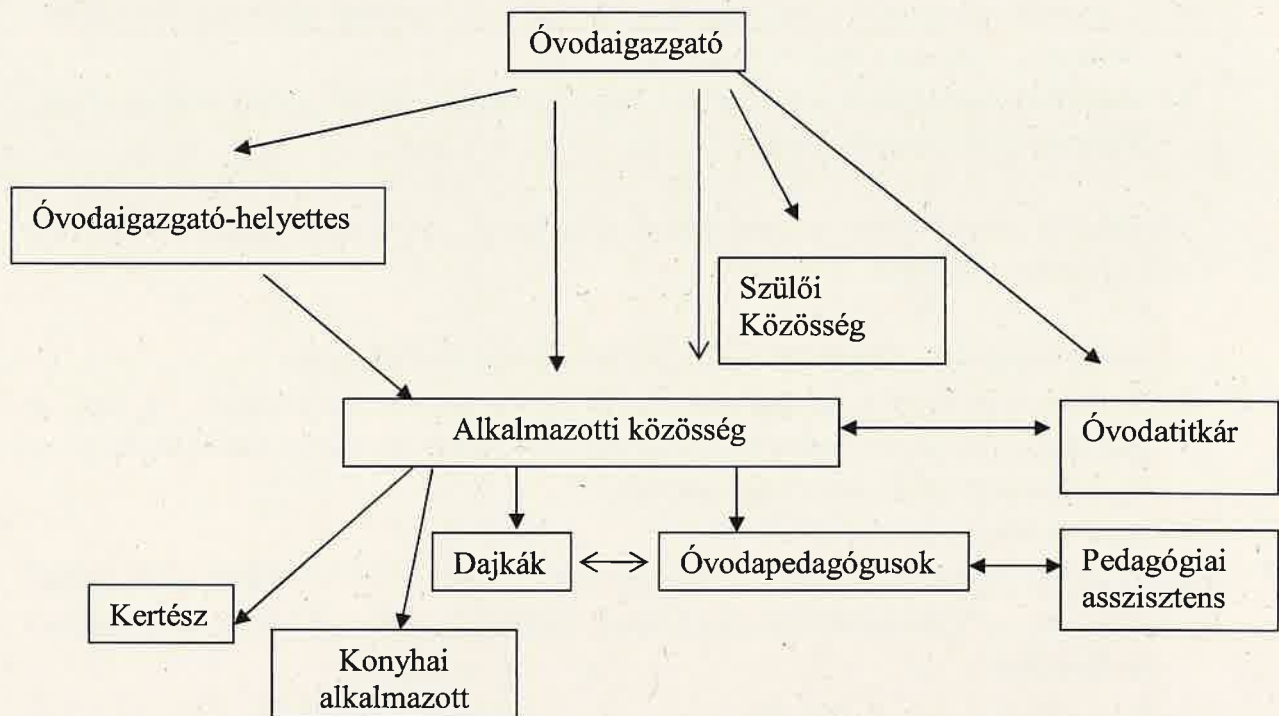 Óvodaigazgató
Óvodaigazgató-helyettes
Szülői
Közösség
Alkalmazotti közösség
Óvodatitkár
Dajkák
Óvodapedagógusok
Pedagógiai
asszisztens
Kertész
Konyhai
alkalmazott